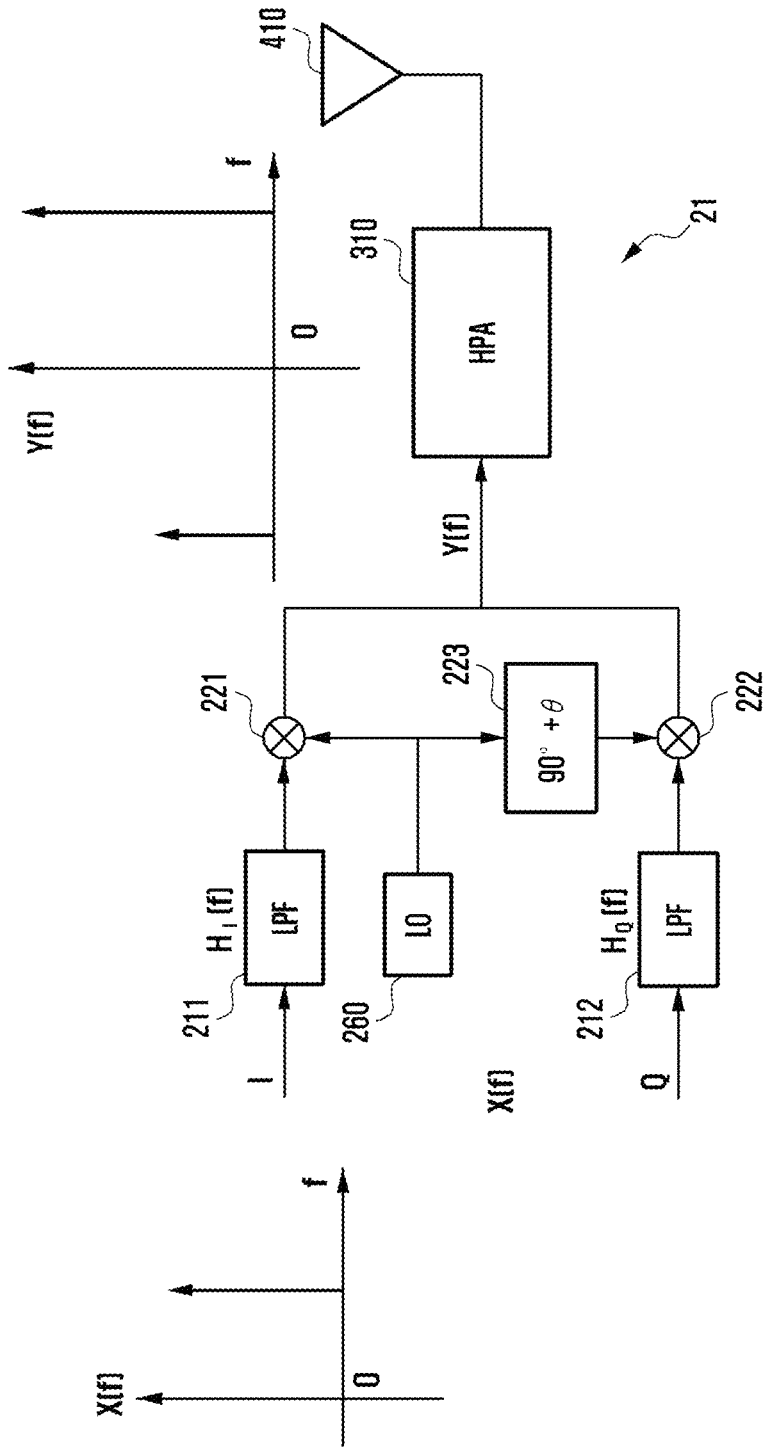 X(f)
f
0
X(f)
I
211
H_I(f)
LPF
260
LO
Q
212
H_Q(f)
LPF
221
223
90° + θ
222
Y(f)
Y(f)
f
0
310
HPA
410
21